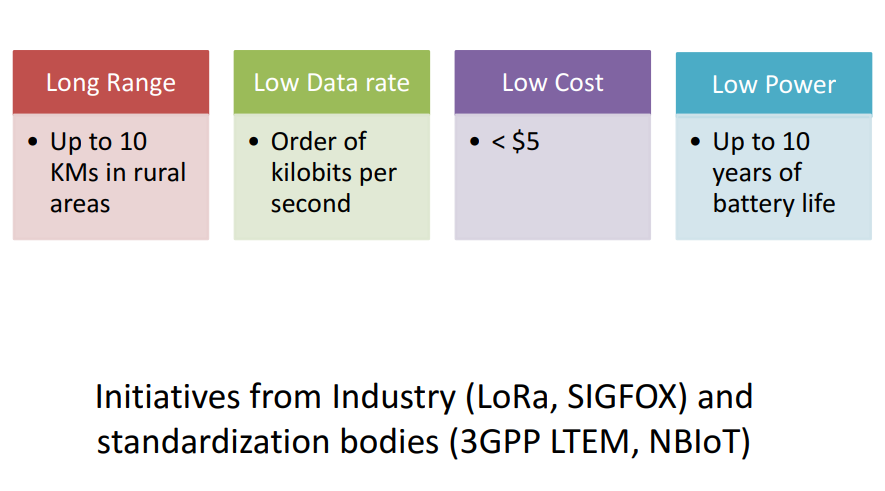 Long Range
• Up to 10
KMs in rural
areas
Low Data rate
• Order of
kilobits per
second
Low Cost
• < $5
Low Power
• Up to 10
years of
battery life
Initiatives from Industry (LoRa, SIGFOX) and
standardization bodies (3GPP LTEM, NBIoT)